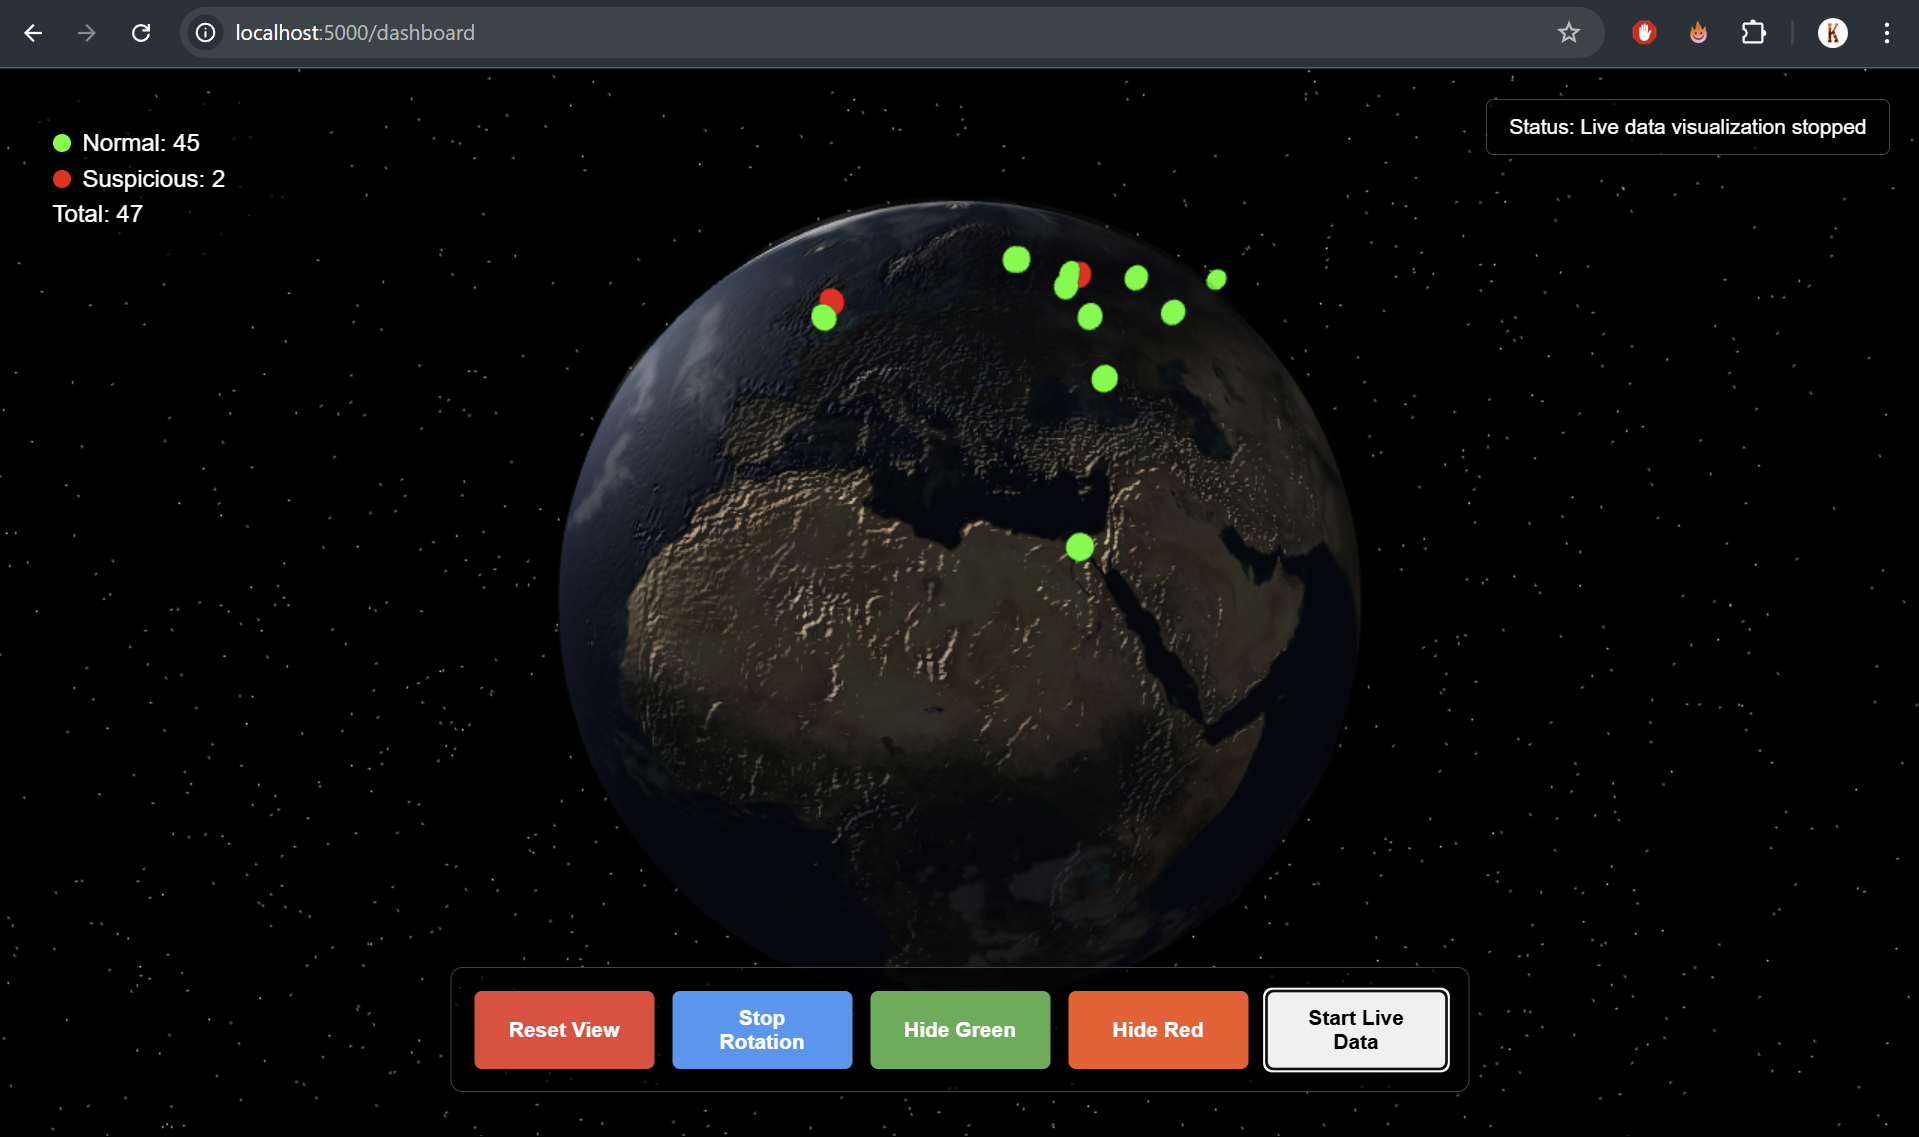 localhost:5000/dashboard
K
Normal: 45
Suspicious: 2
Total: 47
Status: Live data visualization stopped
Reset View
Stop
Rotation
Hide Green
Hide Red
Start Live
Data